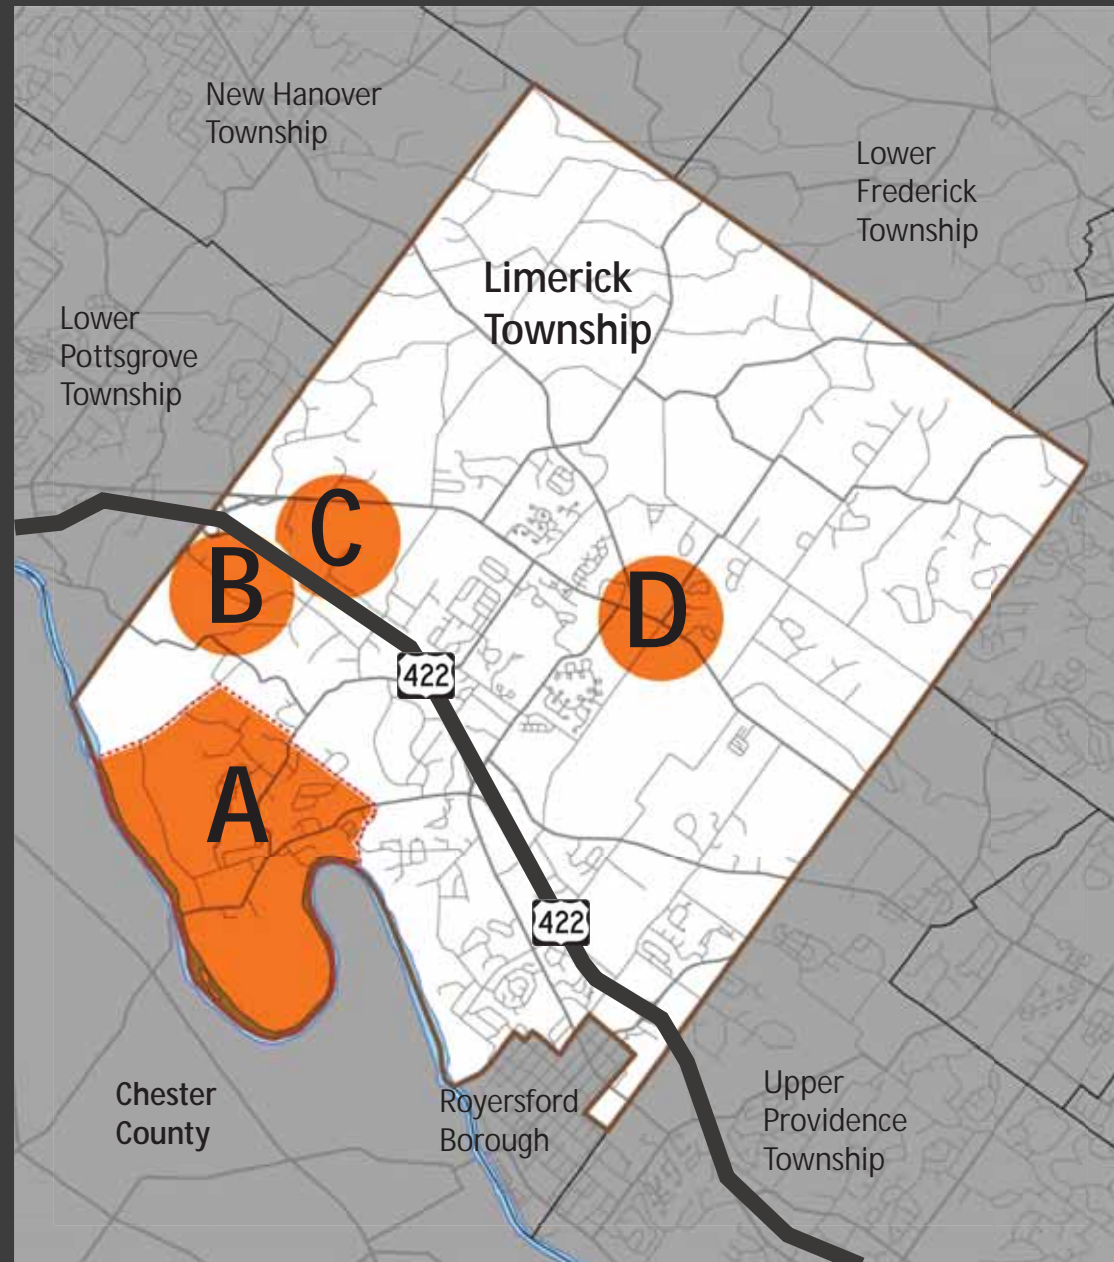 New Hanover
Township
Lower
Frederick
Township
Limerick
Township
Lower
Pottsgrove
Township
C
B
D
422
A
422
Chester
County
Royersford
Borough
Upper
Providence
Township